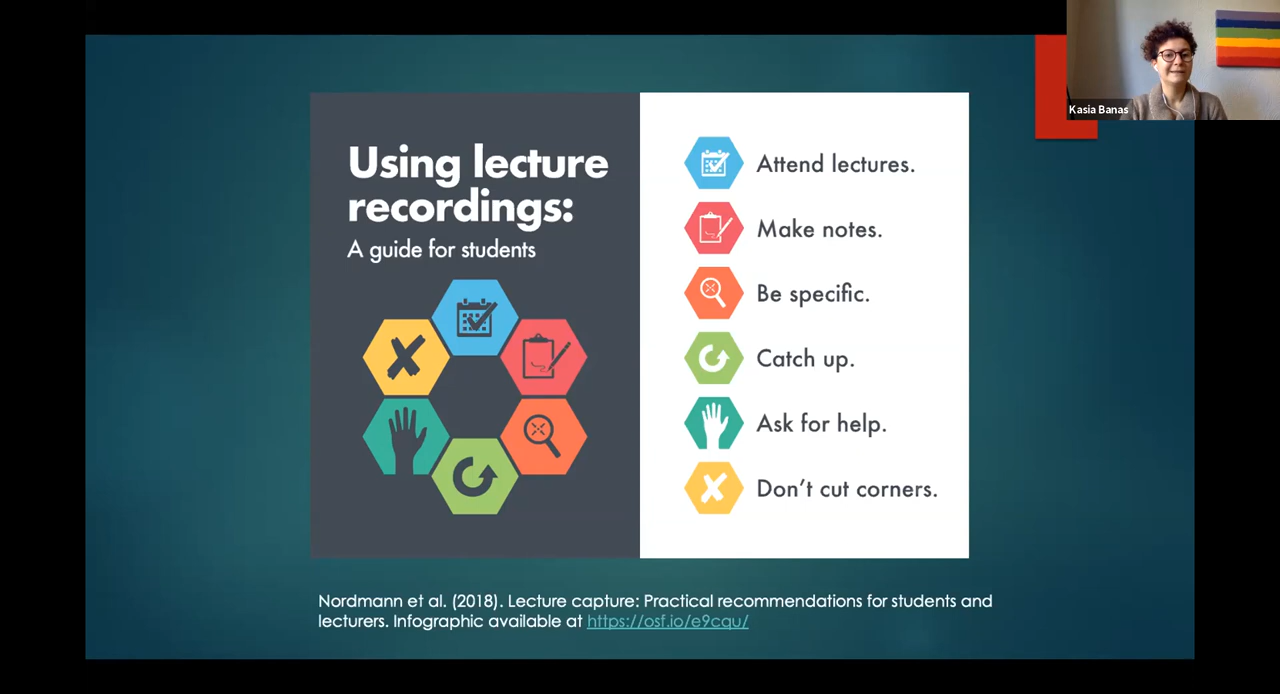 Kasia Banas
Using lecture
recordings:
A guide for students
Attend lectures.
Make notes.
Be specific.
Catch up.
Ask for help.
Don’t cut corners.
Nordmann et al. (2018). Lecture capture: Practical recommendations for students and
lecturers. Infographic available at https://osf.io/e9cqu/